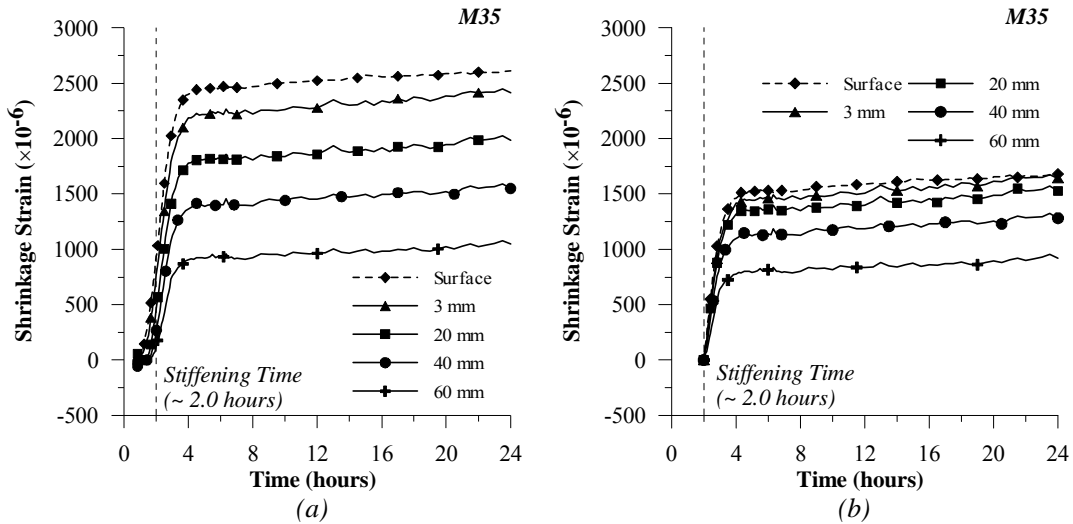 M35
3000
2500
2000
1500
1000
500
0
-500
Shrinkage Strain (×10-6)
Surface
3 mm
20 mm
40 mm
60 mm
Stiffening Time
(~ 2.0 hours)
0 4 8 12 16 20 24
Time (hours)
(a)
M35
3000
2500
2000
1500
1000
500
0
-500
Shrinkage Strain (×10-6)
Surface
3 mm
20 mm
40 mm
60 mm
Stiffening Time
(~ 2.0 hours)
0 4 8 12 16 20 24
Time (hours)
(b)